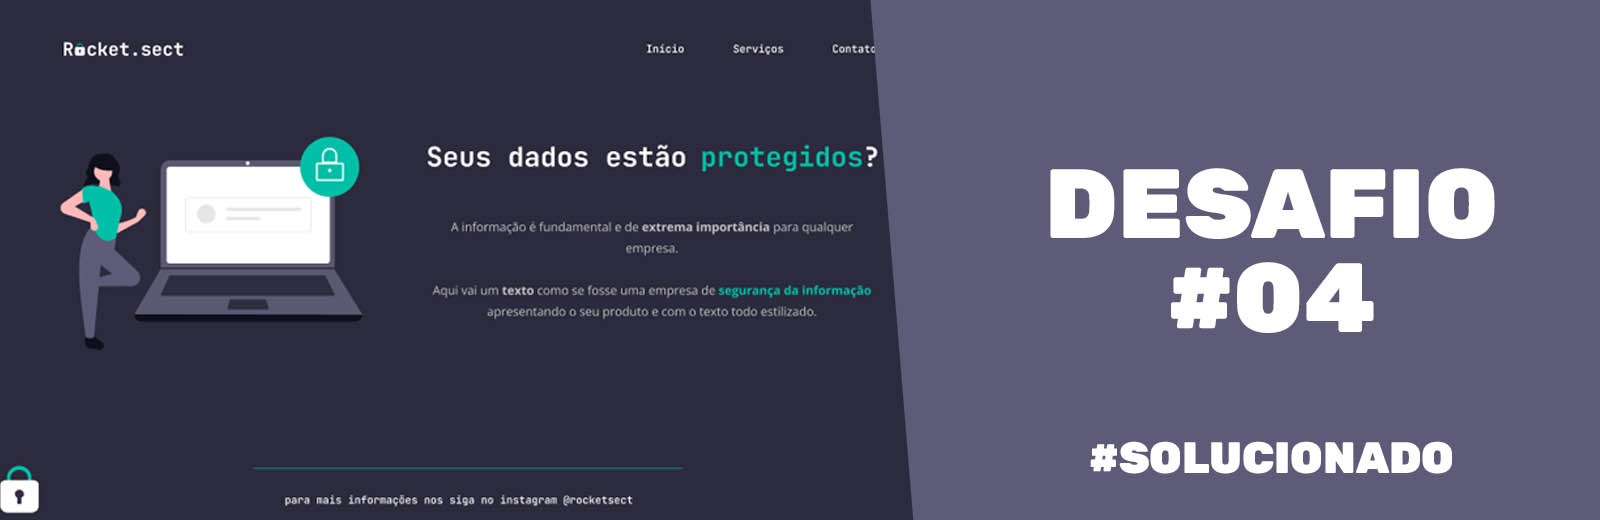 Rocket.sect
Início Serviços Contato
Seus dados estão protegidos?
A informação é fundamental e de extrema importância para qualquer
empresa.
Aqui vai um texto como se fosse uma empresa de segurança da informação
apresentando o seu produto e com o texto todo estilizado.
para mais informações nos siga no instagram @rocketsect
DESAFIO
#04
#SOLUCIONADO